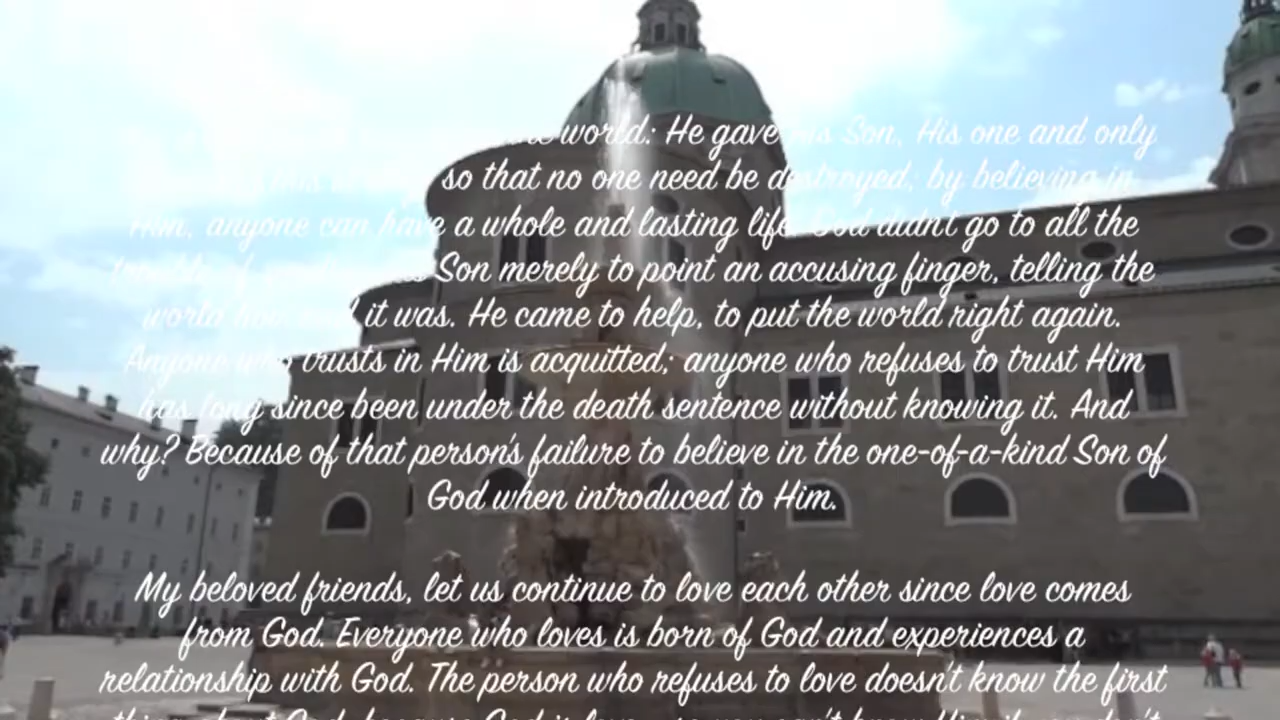 world: He gave His Son, His one and only
so that no one need be destroyed; by believing in
Him, anyone can have a whole and lasting life. God didn't go to all the
Son merely to point an accusing finger, telling the
world it was. He came to help, to put the world right again.
Anyone who trusts in Him is acquitted; anyone who refuses to trust Him
has long since been under the death sentence without knowing it. And
why? Because of that person's failure to believe in the one-of-a-kind Son of
God when introduced to Him.
My beloved friends, let us continue to love each other since love comes
from God. Everyone who loves is born of God and experiences a
relationship with God. The person who refuses to love doesn't know the first